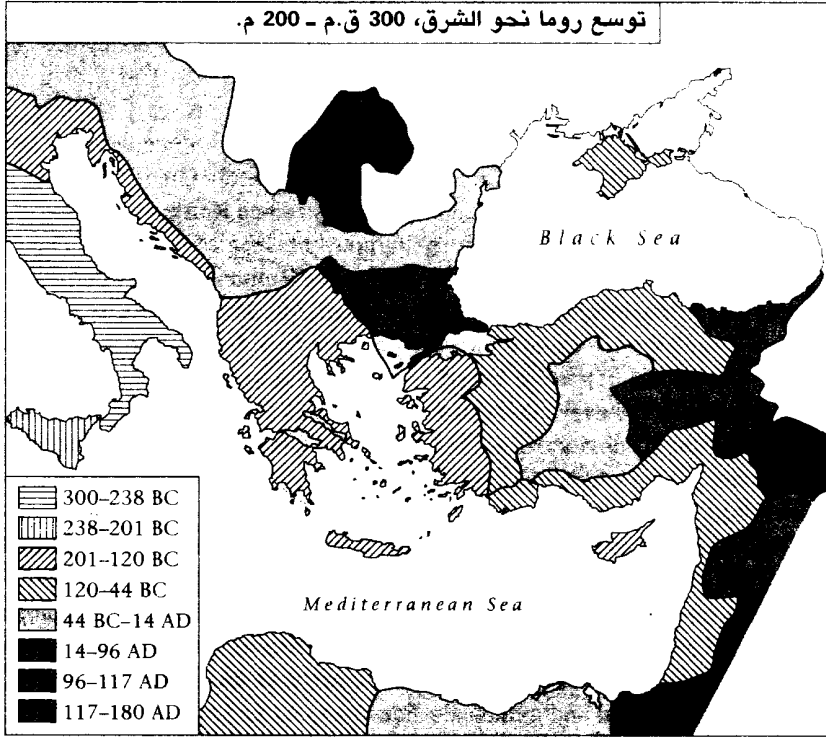 توسع روما نحو الشرق، 300 ق.م – 200 م.
Black Sea
Mediterranean Sea
300–238 BC
238–201 BC
201–120 BC
120–44 BC
44 BC–14 AD
14–96 AD
96–117 AD
117–180 AD